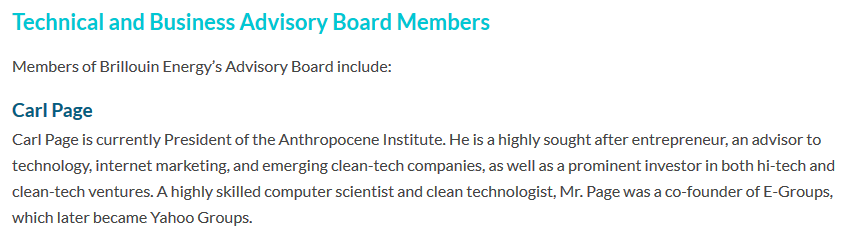 Technical and Business Advisory Board Members
Members of Brillouin Energy’s Advisory Board include:
Carl Page
Carl Page is currently President of the Anthropocene Institute. He is a highly sought after entrepreneur, an advisor to
technology, internet marketing, and emerging clean-tech companies, as well as a prominent investor in both hi-tech and
clean-tech ventures. A highly skilled computer scientist and clean technologist, Mr. Page was a co-founder of E-Groups,
which later became Yahoo Groups.